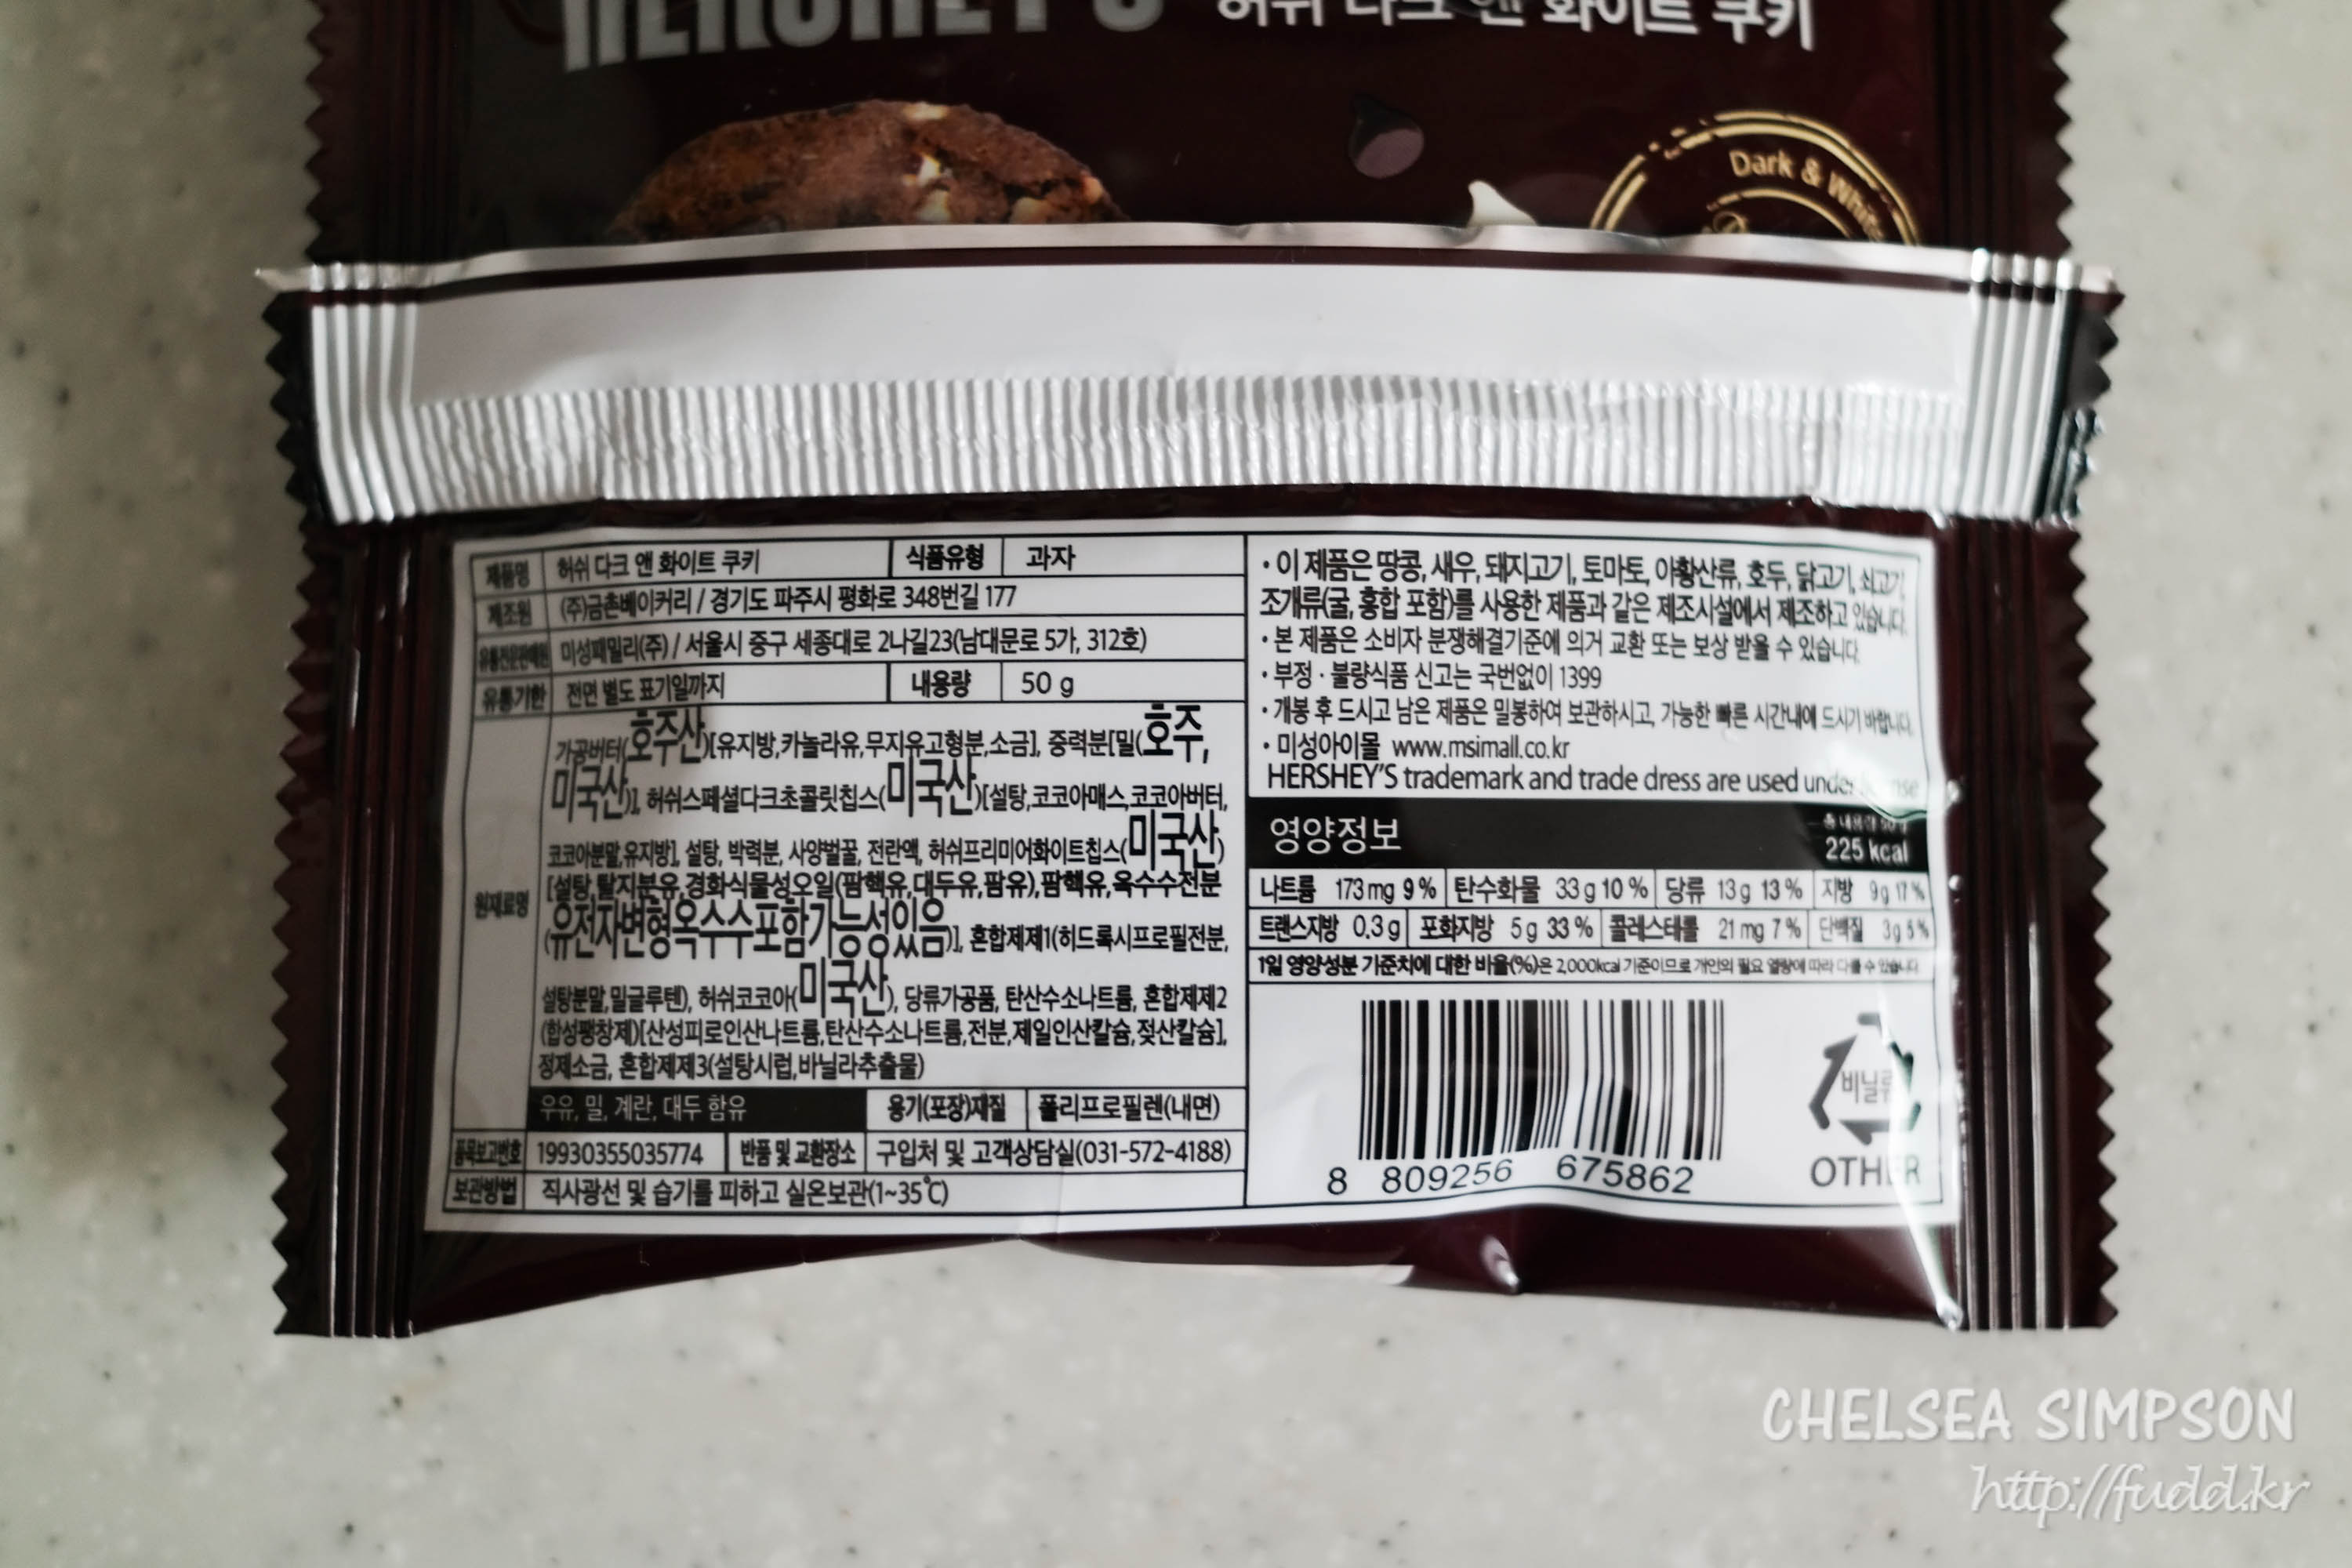 HERSHEY'S 허쉬 다크 앤 화이트 쿠키
Dark & White
제품명 허쉬 다크 앤 화이트 쿠키 식품유형 과자
제조원 (주)금촌베이커리 / 경기도 파주시 평화로 348번길 177
유통전문판매원 미성패밀리(주) / 서울시 중구 세종대로 2나길23(남대문로 5가, 312호)
유통기한 전면 별도 표기일까지 내용량 50 g
원재료명
가공버터(호주산)[유지방,카놀라유,무지유고형분,소금], 중력분[밀(호주,
미국산)], 허쉬스페셜다크초콜릿칩스(미국산)[설탕,코코아매스,코코아버터,
코코아분말,유지방], 설탕, 박력분, 사양벌꿀, 전란액, 허쉬프리미어화이트칩스(미국산)
[설탕,탈지분유,경화식물성오일(팜핵유,대두유,팜유),팜핵유,옥수수전분
(유전자변형옥수수포함가능성있음)], 혼합제제1(히드록시프로필전분,
설탕분말,밀글루텐), 허쉬코코아(미국산), 당류가공품, 탄산수소나트륨, 혼합제제2
(합성팽창제)[산성피로인산나트륨,탄산수소나트륨,전분,제일인산칼슘,젖산칼슘],
정제소금, 혼합제제3(설탕시럽,바닐라추출물)
우유, 밀, 계란, 대두 함유 용기(포장)재질 폴리프로필렌(내면)
품목보고번호 19930355035774 반품 및 교환장소 구입처 및 고객상담실(031-572-4188)
보관방법 직사광선 및 습기를 피하고 실온보관(1~35℃)
• 이 제품은 땅콩, 새우, 돼지고기, 토마토, 아황산류, 호두, 닭고기, 쇠고기,
조개류(굴, 홍합 포함)를 사용한 제품과 같은 제조시설에서 제조하고 있습니다.
• 본 제품은 소비자 분쟁해결기준에 의거 교환 또는 보상 받을 수 있습니다.
• 부정 · 불량식품 신고는 국번없이 1399
• 개봉 후 드시고 남은 제품은 밀봉하여 보관하시고, 가능한 빠른 시간내에 드시기 바랍니다.
• 미성아이몰 www.msimall.co.kr
HERSHEY'S trademark and trade dress are used under
영양정보 총 내용량 50 g
225 kcal
나트륨 173 mg 9 % 탄수화물 33 g 10 % 당류 13 g 13 % 지방 9 g 17 %
트랜스지방 0.3 g 포화지방 5 g 33 % 콜레스테롤 21 mg 7 % 단백질 3 g 5 %
1일 영양성분 기준치에 대한 비율(%)은 2,000kcal 기준이므로 개인의 필요 열량에 따라 다를 수 있습니다.
8 809256 675862
비닐류
OTHER
CHELSEA SIMPSON
http://fudd.kr